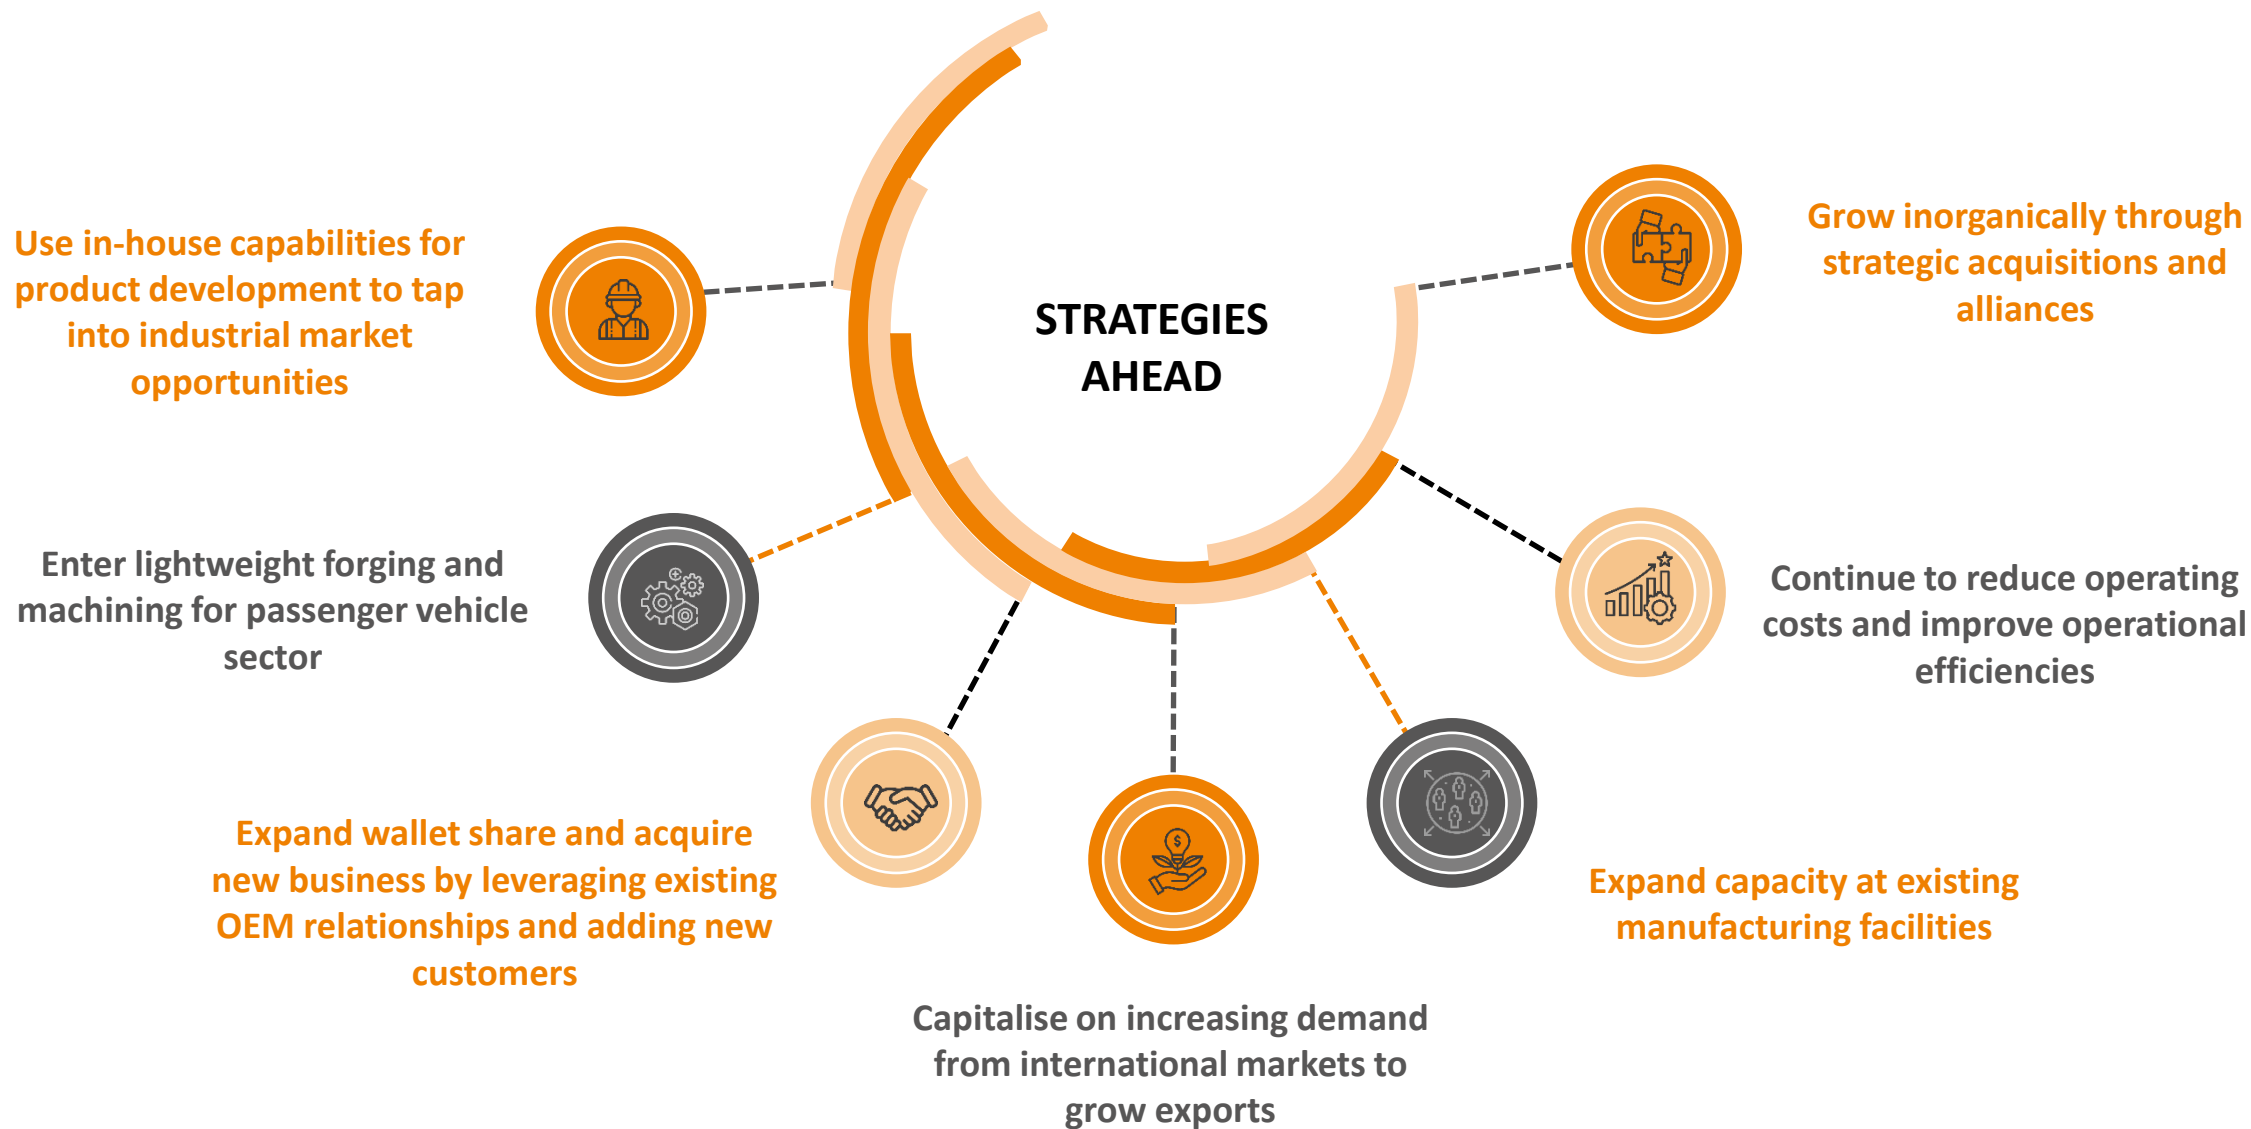 STRATEGIES
AHEAD
Use in-house capabilities for
product development to tap
into industrial market
opportunities
Enter lightweight forging and
machining for passenger vehicle
sector
Expand wallet share and acquire
new business by leveraging existing
OEM relationships and adding new
customers
Capitalise on increasing demand
from international markets to
grow exports
Expand capacity at existing
manufacturing facilities
Continue to reduce operating
costs and improve operational
efficiencies
Grow inorganically through
strategic acquisitions and
alliances
$